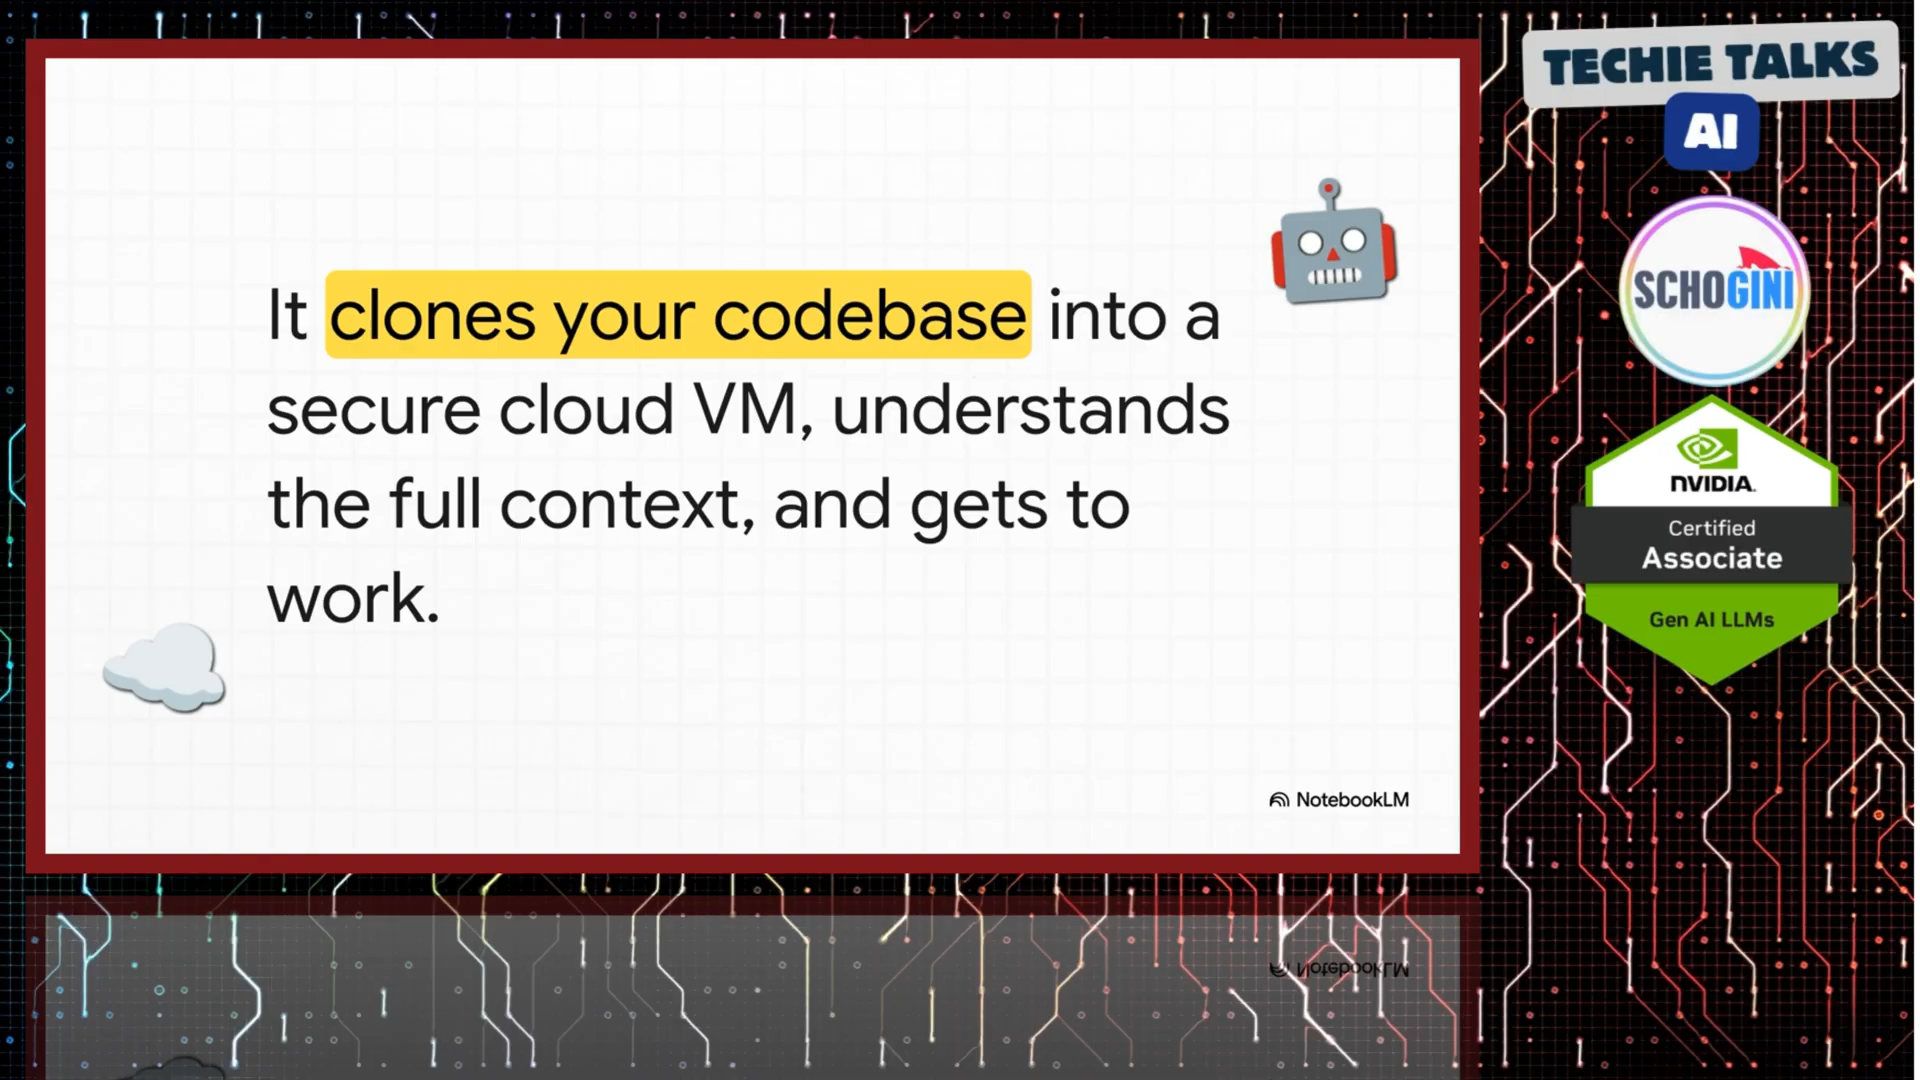 It clones your codebase into a
secure cloud VM, understands
the full context, and gets to
work.
NotebookLM
TECHIE TALKS
AI
SCHOGINI
NVIDIA.
Certified
Associate
Gen AI LLMs
NotebookLM